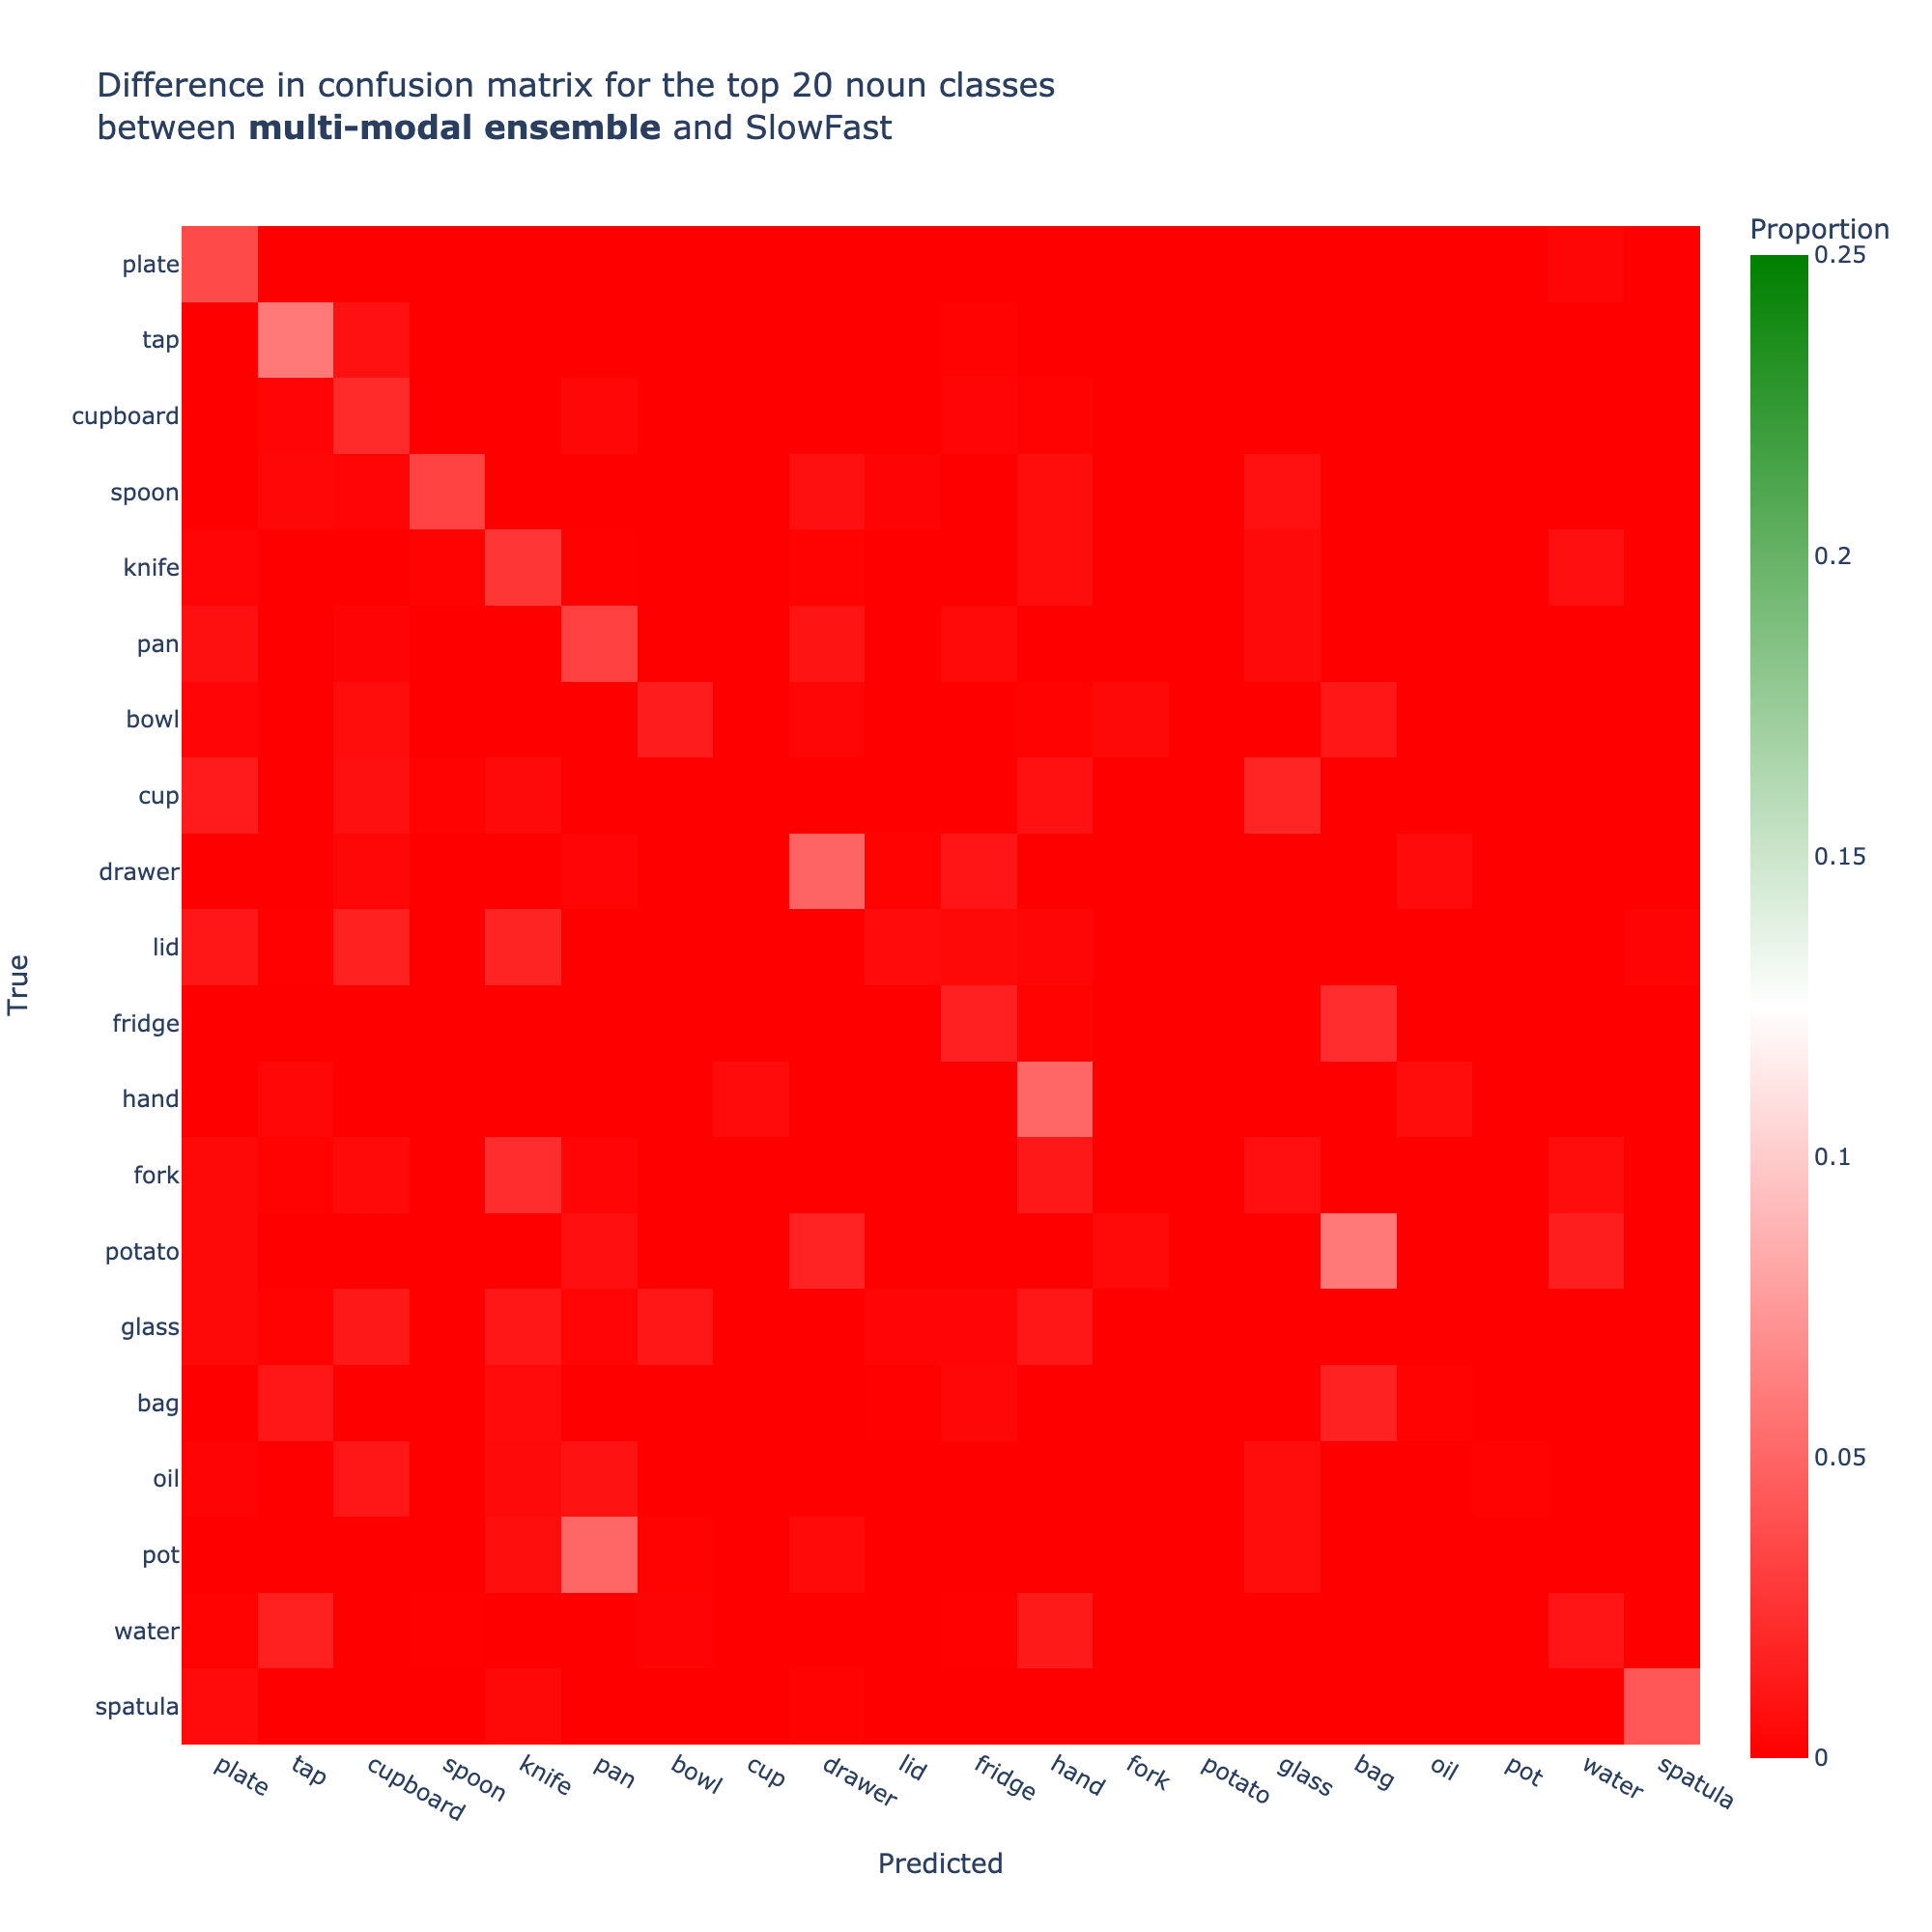 Difference in confusion matrix for the top 20 noun classes
between multi-modal ensemble and SlowFast
Proportion
0.25
0.2
0.15
0.1
0.05
0
True
plate
tap
cupboard
spoon
knife
pan
bowl
cup
drawer
lid
fridge
hand
fork
potato
glass
bag
oil
pot
water
spatula
plate
tap
cupboard
spoon
knife
pan
bowl
cup
drawer
lid
fridge
hand
fork
potato
glass
bag
oil
pot
water
spatula
Predicted